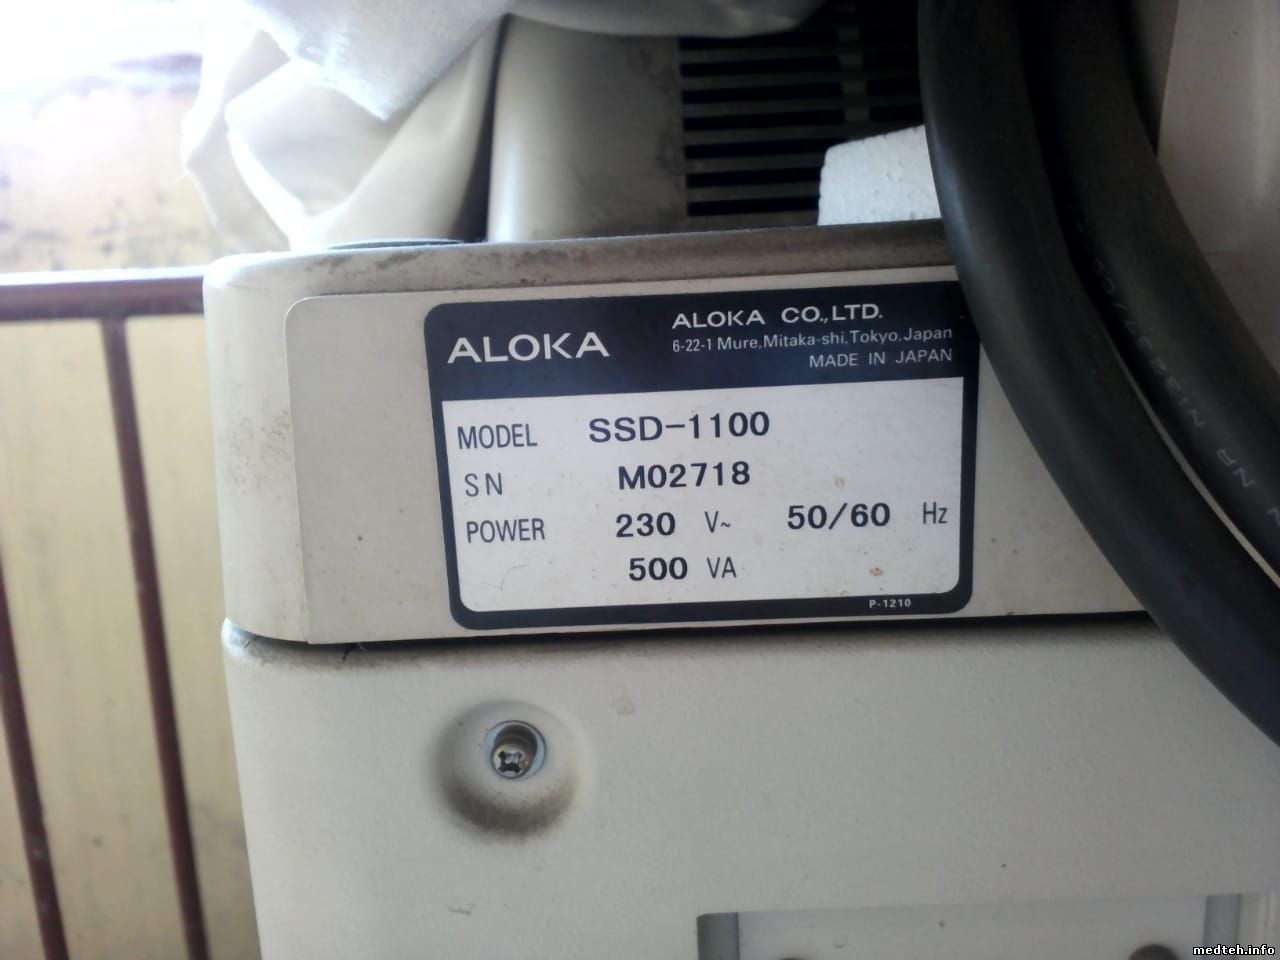 ALOKA
ALOKA CO.,LTD.
6-22-1 Mure, Mitaka-shi, Tokyo, Japan
MADE IN JAPAN
MODEL SSD-1100
SN M02718
POWER 230 V~ 50/60 Hz
500 VA
P-1210
medteh.info